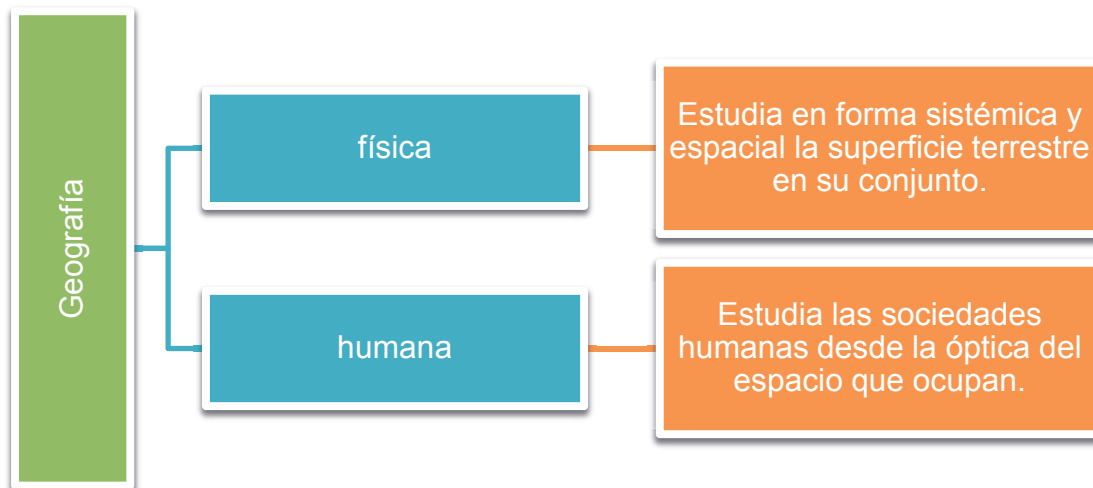 Geografía
física
Estudia en forma sistémica y
espacial la superficie terrestre
en su conjunto.
humana
Estudia las sociedades
humanas desde la óptica del
espacio que ocupan.